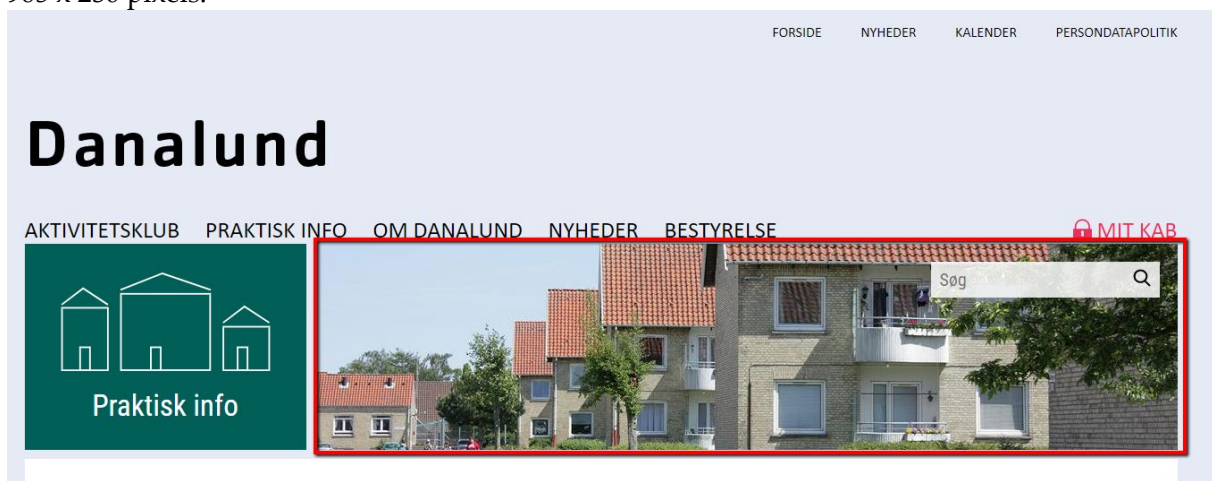 FORSIDE NYHEDER KALENDER PERSONDATAPOLITIK
Danalund
AKTIVITETSKLUB PRAKTISK INFO OM DANALUND NYHEDER BESTYRELSE MIT KAB
Søg
Praktisk info